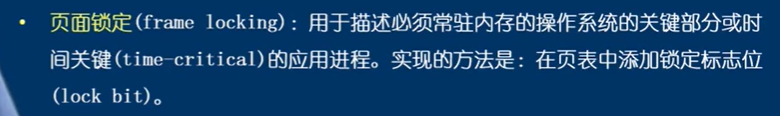 • 页面锁定(frame locking)：用于描述必须常驻内存的操作系统的关键部分或时
间关键(time-critical)的应用进程。实现的方法是：在页表中添加锁定标志位
(lock bit)。